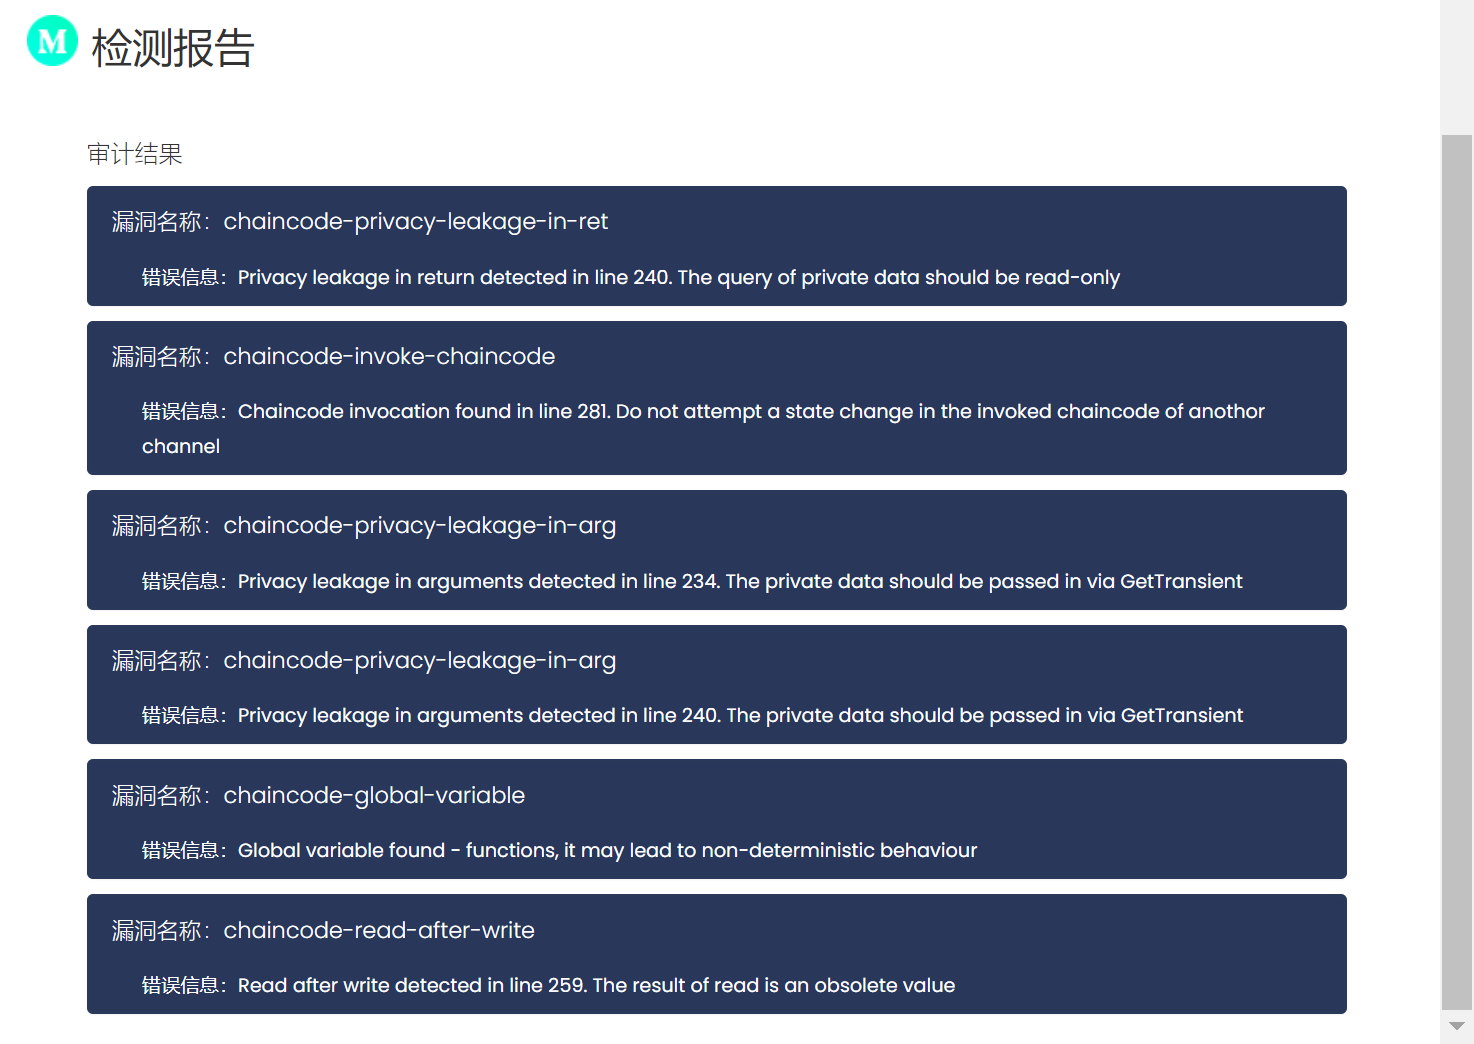 M 检测报告
审计结果
漏洞名称：chaincode-privacy-leakage-in-ret
错误信息：Privacy leakage in return detected in line 240. The query of private data should be read-only
漏洞名称：chaincode-invoke-chaincode
错误信息：Chaincode invocation found in line 281. Do not attempt a state change in the invoked chaincode of anothor
channel
漏洞名称：chaincode-privacy-leakage-in-arg
错误信息：Privacy leakage in arguments detected in line 234. The private data should be passed in via GetTransient
漏洞名称：chaincode-privacy-leakage-in-arg
错误信息：Privacy leakage in arguments detected in line 240. The private data should be passed in via GetTransient
漏洞名称：chaincode-global-variable
错误信息：Global variable found - functions, it may lead to non-deterministic behaviour
漏洞名称：chaincode-read-after-write
错误信息：Read after write detected in line 259. The result of read is an obsolete value